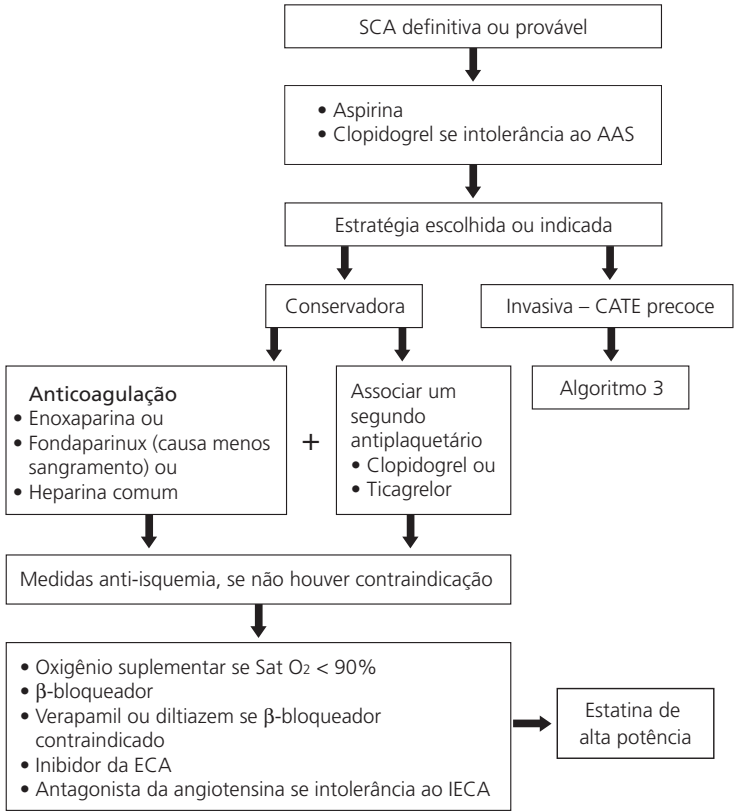 SCA definitiva ou provável
• Aspirina
• Clopidogrel se intolerância ao AAS
Estratégia escolhida ou indicada
Conservadora
Invasiva – CATE precoce
Anticoagulação
• Enoxaparina ou
• Fondaparinux (causa menos
sangramento) ou
• Heparina comum
+
Associar um
segundo
antiplaquetário
• Clopidogrel ou
• Ticagrelor
Algoritmo 3
Medidas anti-isquemia, se não houver contraindicação
• Oxigênio suplementar se Sat O2 < 90%
• β-bloqueador
• Verapamil ou diltiazem se β-bloqueador
contraindicado
• Inibidor da ECA
• Antagonista da angiotensina se intolerância ao IECA
Estatina de
alta potência